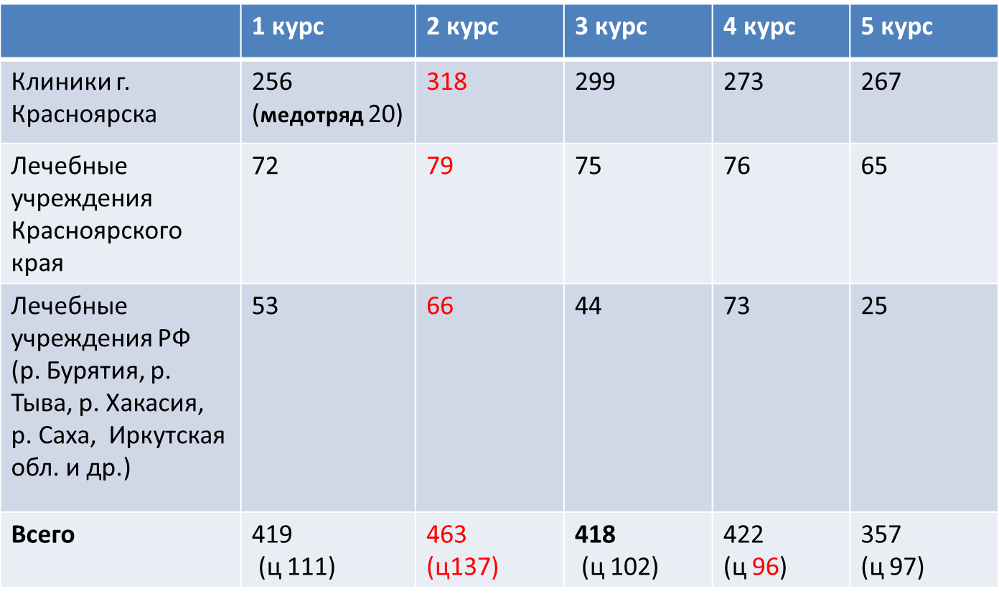 1 курс 2 курс 3 курс 4 курс 5 курс
Клиники г. 256 318 299 273 267
Красноярска (медотряд 20)
Лечебные 72 79 75 76 65
учреждения
Красноярского
края
Лечебные 53 66 44 73 25
учреждения РФ
(р. Бурятия, р.
Тыва, р. Хакасия,
р. Саха, Иркутская
обл. и др.)
Всего 419 463 418 422 357
(ц 111) (ц137) (ц 102) (ц 96) (ц 97)